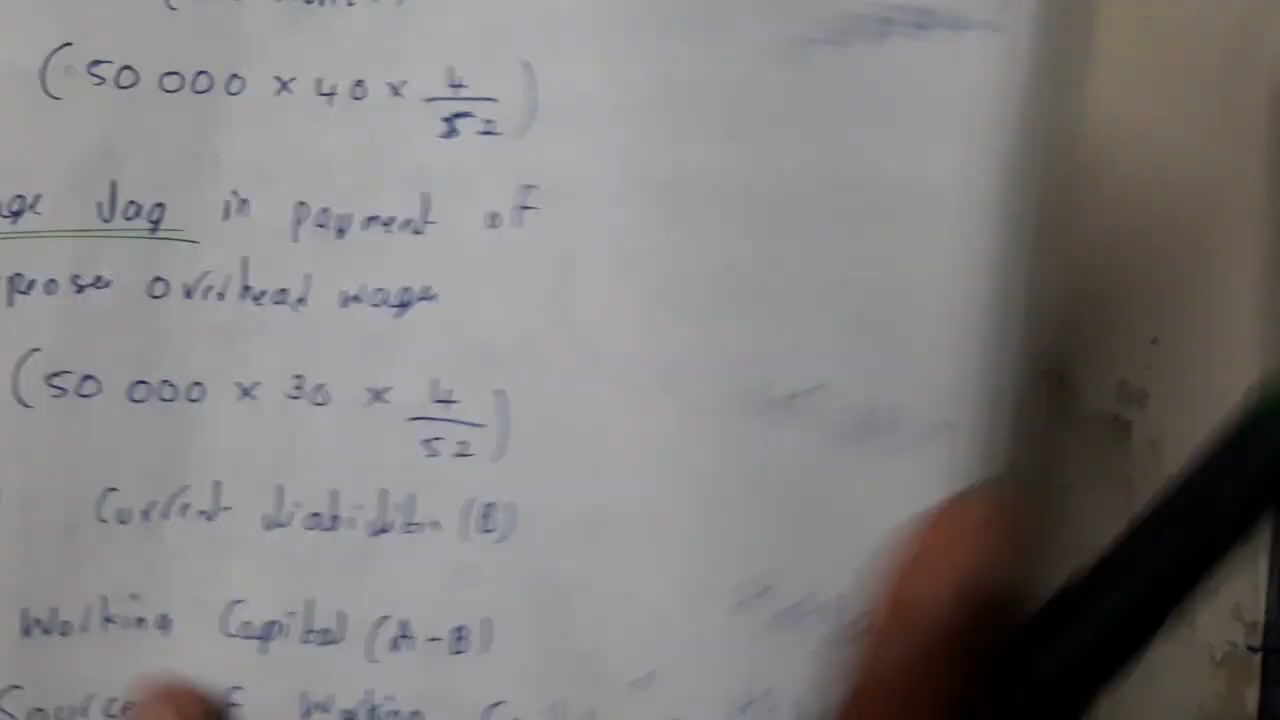 (50 000 × 40 × 4/52)
Jag in payment of
overhead wage
(50 000 × 30 × 4/52)
Current (B)
Working Capital (A-B)
Working